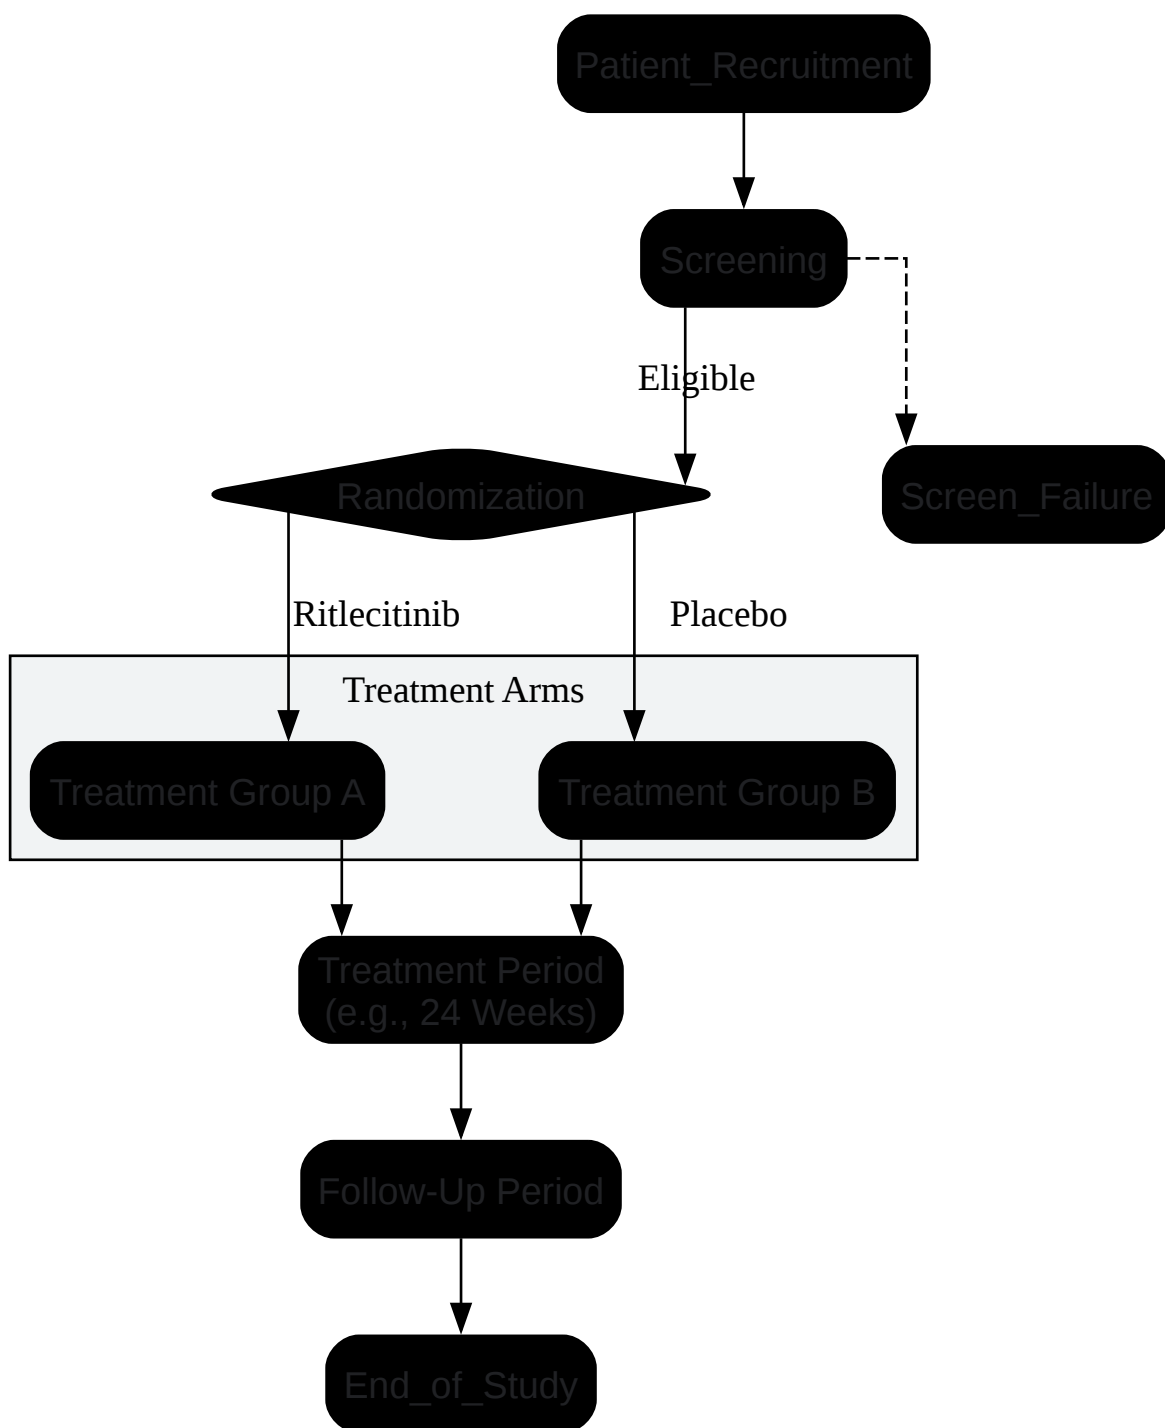 Patient_Recruitment
Screening
Eligible
Randomization
Screen_Failure
Ritlecitinib
Placebo
Treatment Arms
Treatment Group A
Treatment Group B
Treatment Period
(e.g., 24 Weeks)
Follow-Up Period
End_of_Study